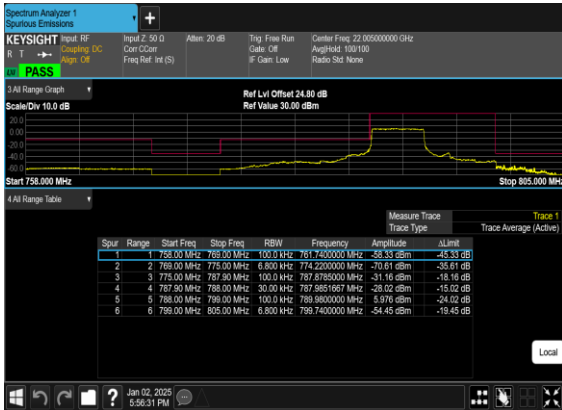 Spectrum Analyzer 1
Spurious Emissions
+
KEYSIGHT Input: RF Input Z: 50 Ω Atten: 20 dB Trig: Free Run Center Freq: 22.005000000 GHz
R T Coupling: DC Corr CCorr Gate: Off Avg|Hold: 100/100
Align: Off Freq Ref: Int (S) IF Gain: Low Radio Std: None
PASS
3 All Range Graph
Ref Lvl Offset 24.80 dB
Scale/Div 10.0 dB Ref Value 30.00 dBm
20.0
0.00
-20.0
-40.0
-60.0
Start 758.000 MHz Stop 805.000 MHz
4 All Range Table
Measure Trace Trace 1
Trace Type Trace Average (Active)
Spur Range Start Freq Stop Freq RBW Frequency Amplitude ΔLimit
1 1 758.00 MHz 769.00 MHz 100.0 kHz 761.7400000 MHz -58.33 dBm -45.33 dB
2 2 769.00 MHz 775.00 MHz 6.800 kHz 774.2200000 MHz -70.61 dBm -35.61 dB
3 3 775.00 MHz 787.90 MHz 100.0 kHz 787.8785000 MHz -31.16 dBm -18.16 dB
4 4 787.90 MHz 788.00 MHz 30.00 kHz 787.9851667 MHz -28.02 dBm -15.02 dB
5 5 788.00 MHz 799.00 MHz 100.0 kHz 789.9800000 MHz 5.976 dBm -24.02 dB
6 6 799.00 MHz 805.00 MHz 6.800 kHz 799.7400000 MHz -54.45 dBm -19.45 dB
Local
? Jan 02, 2025
5:56:31 PM